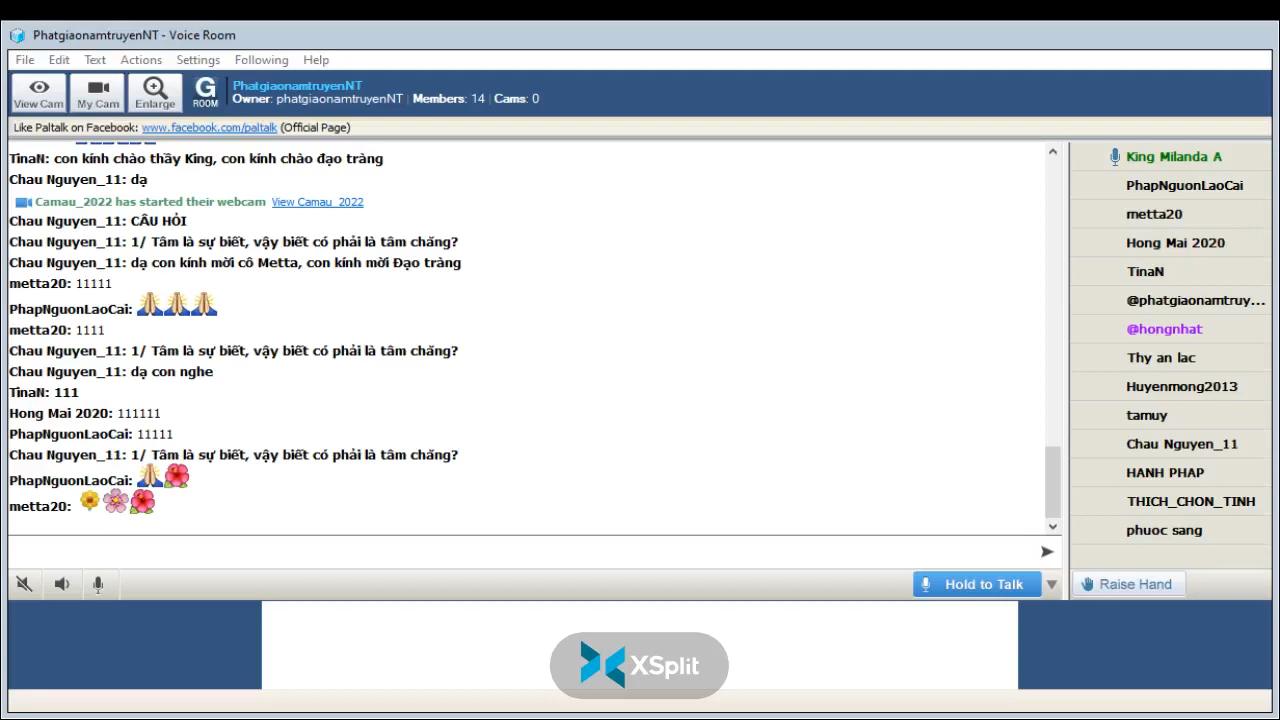 PhatgiaonamtruyenNT - Voice Room
File Edit Text Actions Settings Following Help
View Cam My Cam Enlarge G ROOM
PhatgiaonamtruyenNT
Owner: phatgiaonamtruyenNT | Members: 14 | Cams: 0
Like Paltalk on Facebook: www.facebook.com/paltalk (Official Page)
TinaN: con kính chào thầy King, con kính chào đạo tràng
Chau Nguyen_11: dạ
Camau_2022 has started their webcam View Camau_2022
Chau Nguyen_11: CÂU HỎI
Chau Nguyen_11: 1/ Tâm là sự biết, vậy biết có phải là tâm chăng?
Chau Nguyen_11: dạ con kính mời cô Metta, con kính mời Đạo tràng
metta20: 11111
PhapNguonLaoCai:
metta20: 1111
Chau Nguyen_11: 1/ Tâm là sự biết, vậy biết có phải là tâm chăng?
Chau Nguyen_11: dạ con nghe
TinaN: 111
Hong Mai 2020: 111111
PhapNguonLaoCai: 11111
Chau Nguyen_11: 1/ Tâm là sự biết, vậy biết có phải là tâm chăng?
PhapNguonLaoCai:
metta20:
King Milanda A
PhapNguonLaoCai
metta20
Hong Mai 2020
TinaN
@phatgiaonamtruy...
@hongnhat
Thy an lac
Huyenmong2013
tamuy
Chau Nguyen_11
HANH PHAP
THICH_CHON_TINH
phuoc sang
Hold to Talk
Raise Hand
XSplit